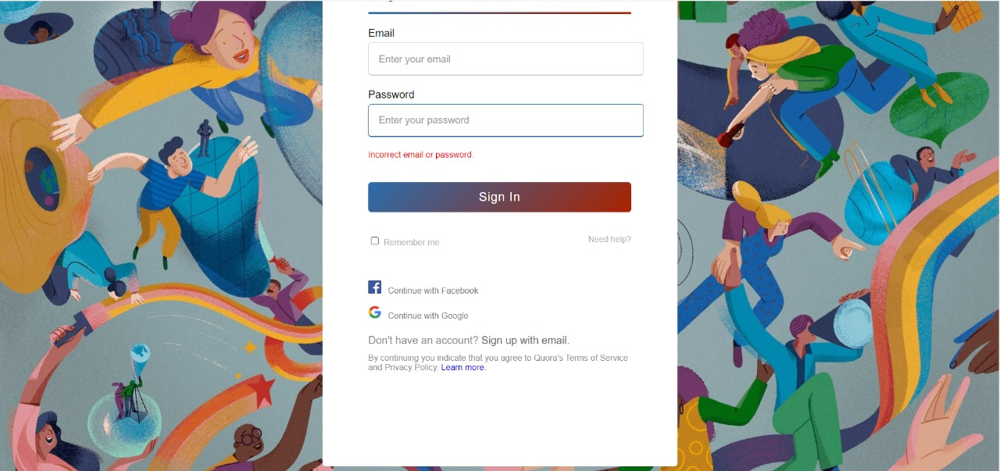 Email
Enter your email
Password
Enter your password
Incorrect email or password.
Sign In
Remember me
Need help?
Continue with Facebook
Continue with Google
Don't have an account? Sign up with email.
By continuing you indicate that you agree to Quora's Terms of Service
and Privacy Policy. Learn more.